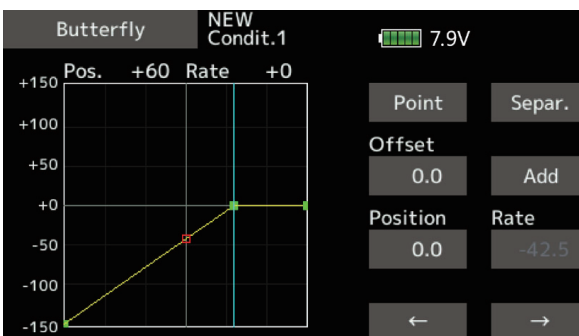 Butterfly
NEW
Condit.1
7.9V
Pos. +60 Rate +0
+150
+100
+50
+0
-50
-100
-150
Point Separ.
Offset
0.0 Add
Position Rate
0.0 -42.5
← →